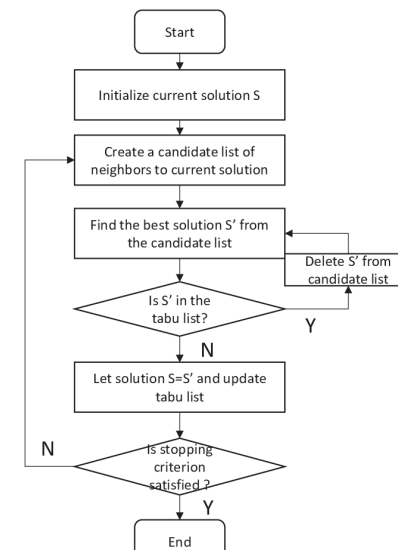 Start
Initialize current solution S
Create a candidate list of
neighbors to current solution
Find the best solution S’ from
the candidate list
Delete S’ from
candidate list
Is S’ in the
tabu list?
Y
N
Let solution S=S’ and update
tabu list
Is stopping
criterion
satisfied ?
N
Y
End